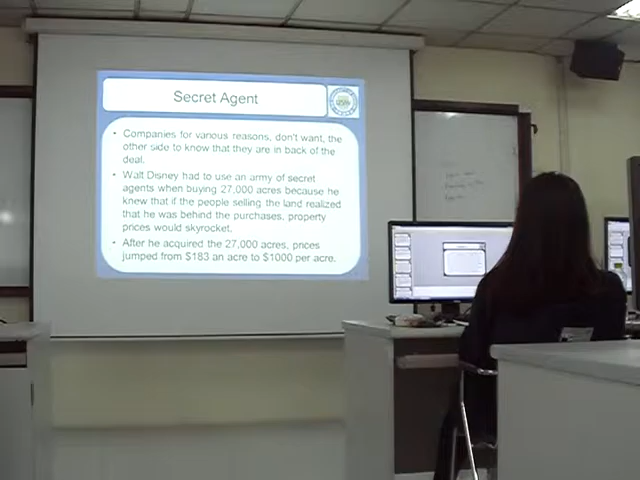 Secret Agent
• Companies for various reasons, don't want, the
other side to know that they are in back of the
deal.
• Walt Disney had to use an army of secret
agents when buying 27,000 acres because he
knew that if the people selling the land realized
that he was behind the purchases, property
prices would skyrocket.
• After he acquired the 27,000 acres, prices
jumped from $183 an acre to $1000 per acre.